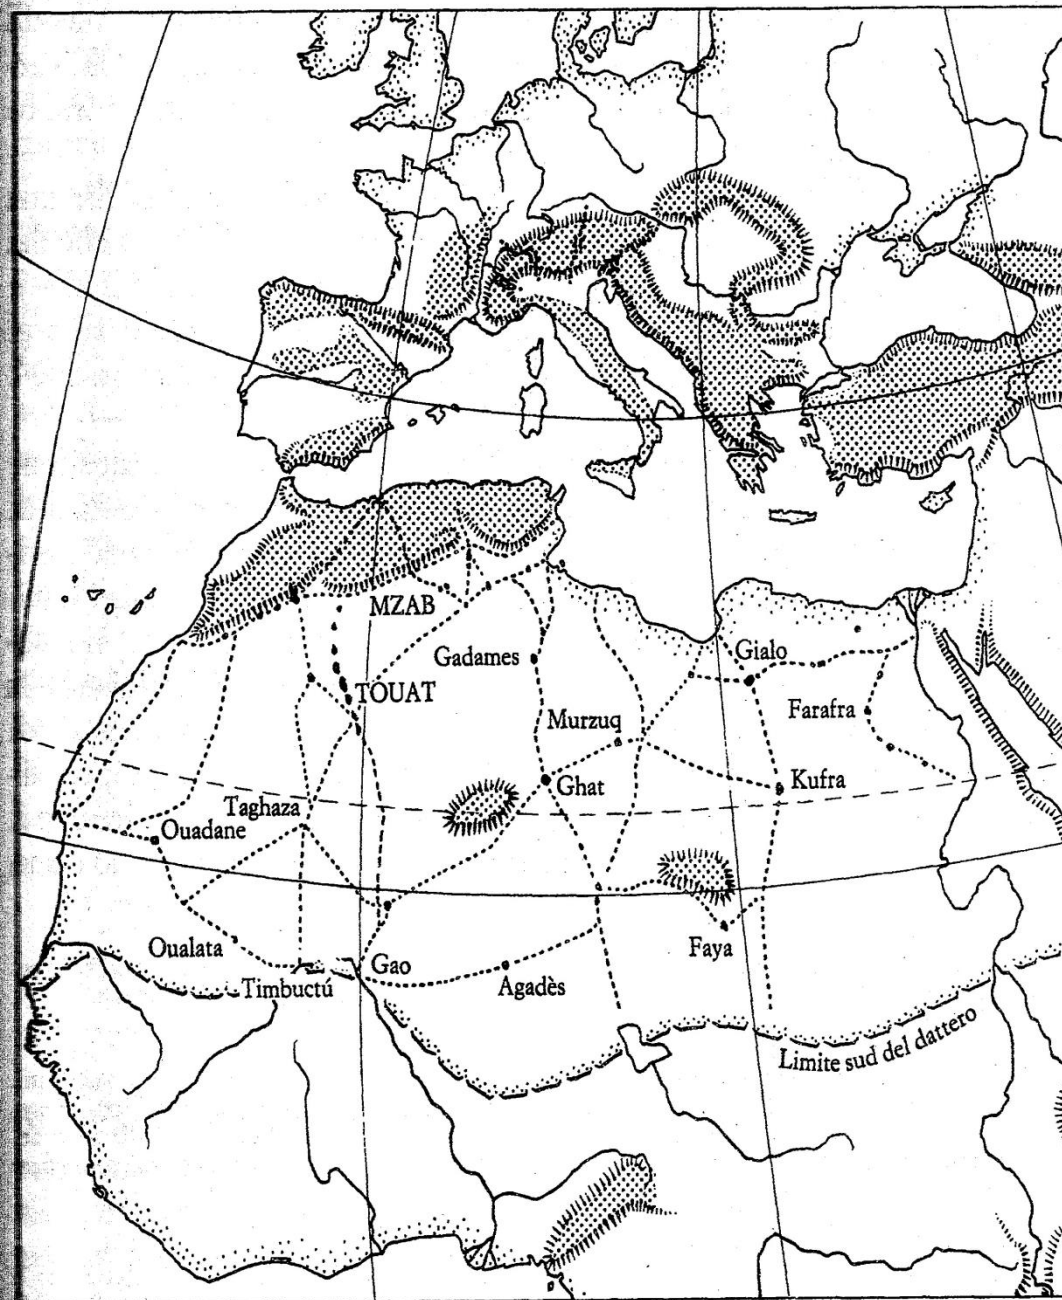 MZAB
Gadames
Gialo
TOUAT
Farafra
Murzuq
Ghat
Kufra
Taghaza
Ouadane
Oualata
Gao
Faya
Timbuctú
Agadès
Limite sud del dattero